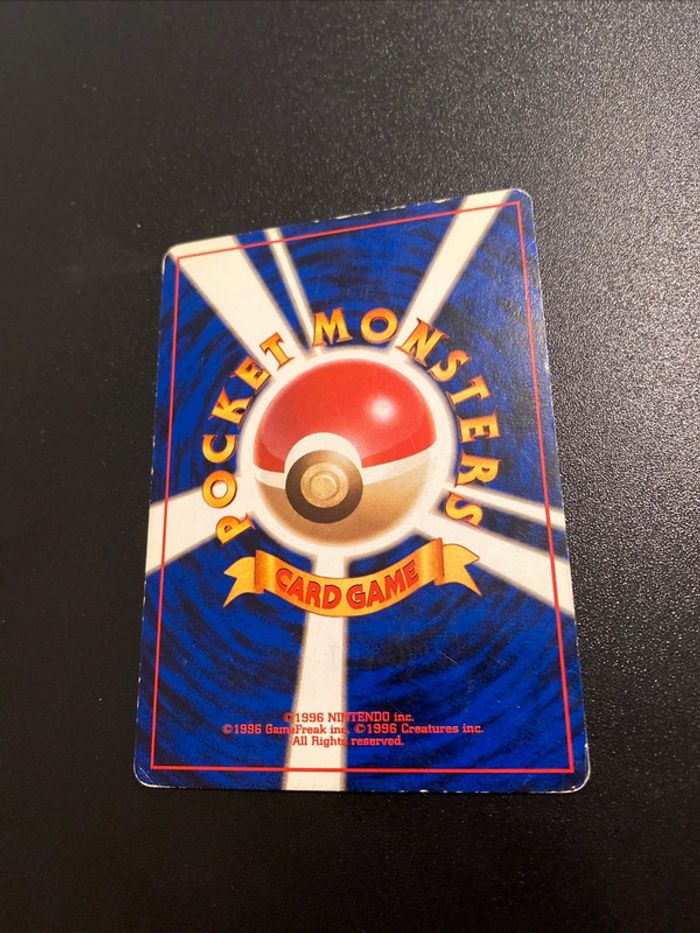 POCKET MONSTERS
CARD GAME
©1996 NINTENDO inc.
©1996 GameFreak inc. ©1996 Creatures inc.
All Rights reserved.